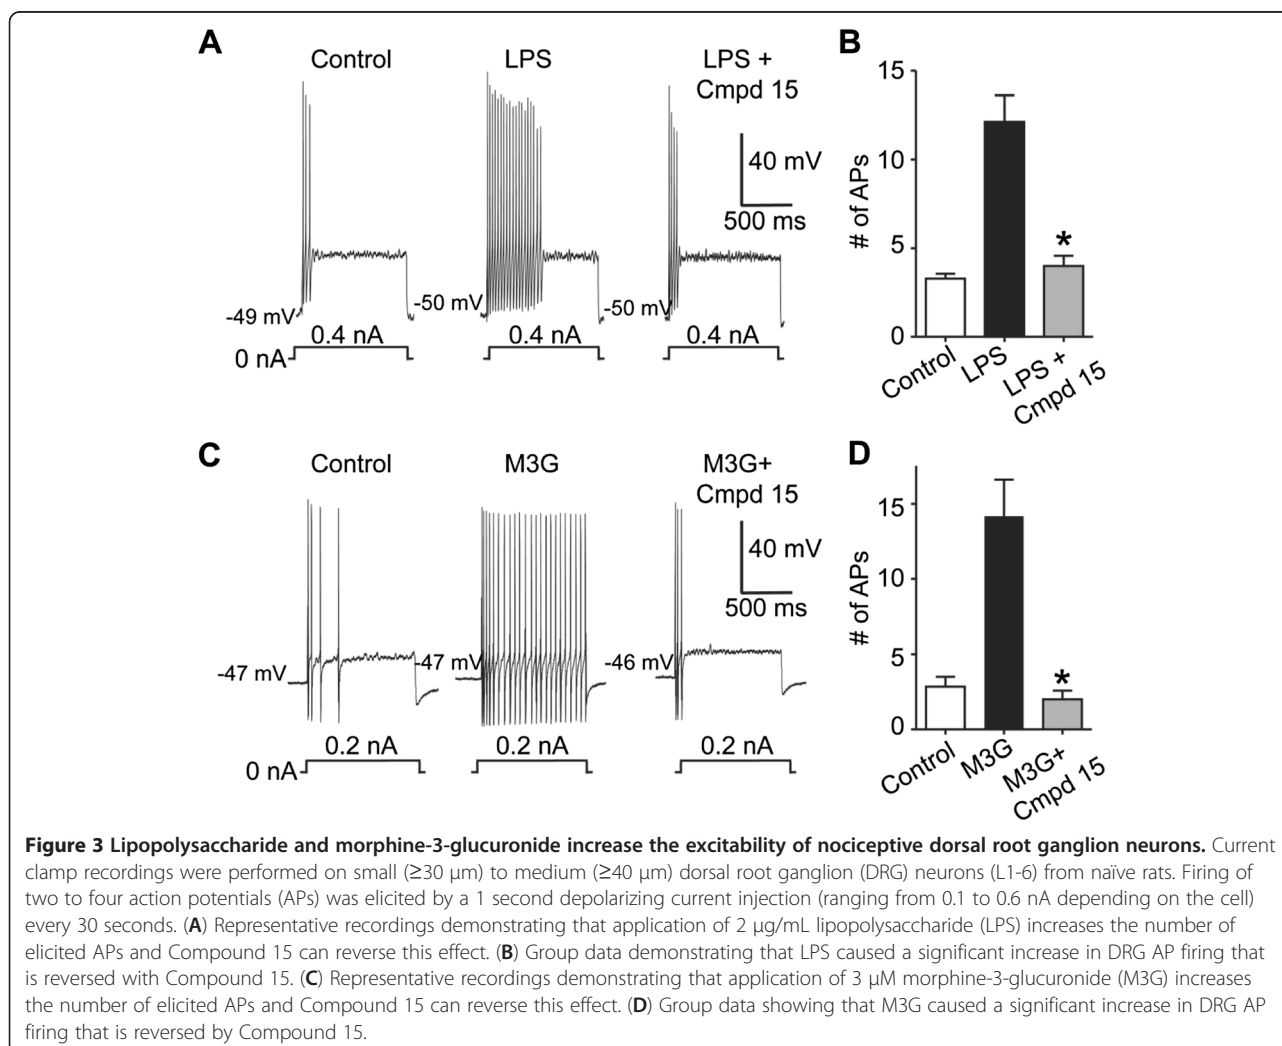 A
Control
LPS
LPS +
Cmpd 15
40 mV
500 ms
-49 mV
-50 mV
-50 mV
0 nA
0.4 nA
0.4 nA
0.4 nA
B
# of APs
15
10
5
0
*
Control
LPS
LPS +
Cmpd 15
C
Control
M3G
M3G+
Cmpd 15
40 mV
500 ms
-47 mV
-47 mV
-46 mV
0 nA
0.2 nA
0.2 nA
0.2 nA
D
# of APs
15
10
5
0
*
Control
M3G
M3G+
Cmpd 15
Figure 3 Lipopolysaccharide and morphine-3-glucuronide increase the excitability of nociceptive dorsal root ganglion neurons. Current
clamp recordings were performed on small (≥30 μm) to medium (≥40 μm) dorsal root ganglion (DRG) neurons (L1-6) from naïve rats. Firing of
two to four action potentials (APs) was elicited by a 1 second depolarizing current injection (ranging from 0.1 to 0.6 nA depending on the cell)
every 30 seconds. (A) Representative recordings demonstrating that application of 2 μg/mL lipopolysaccharide (LPS) increases the number of
elicited APs and Compound 15 can reverse this effect. (B) Group data demonstrating that LPS caused a significant increase in DRG AP firing that
is reversed with Compound 15. (C) Representative recordings demonstrating that application of 3 μM morphine-3-glucuronide (M3G) increases
the number of elicited APs and Compound 15 can reverse this effect. (D) Group data showing that M3G caused a significant increase in DRG AP
firing that is reversed by Compound 15.